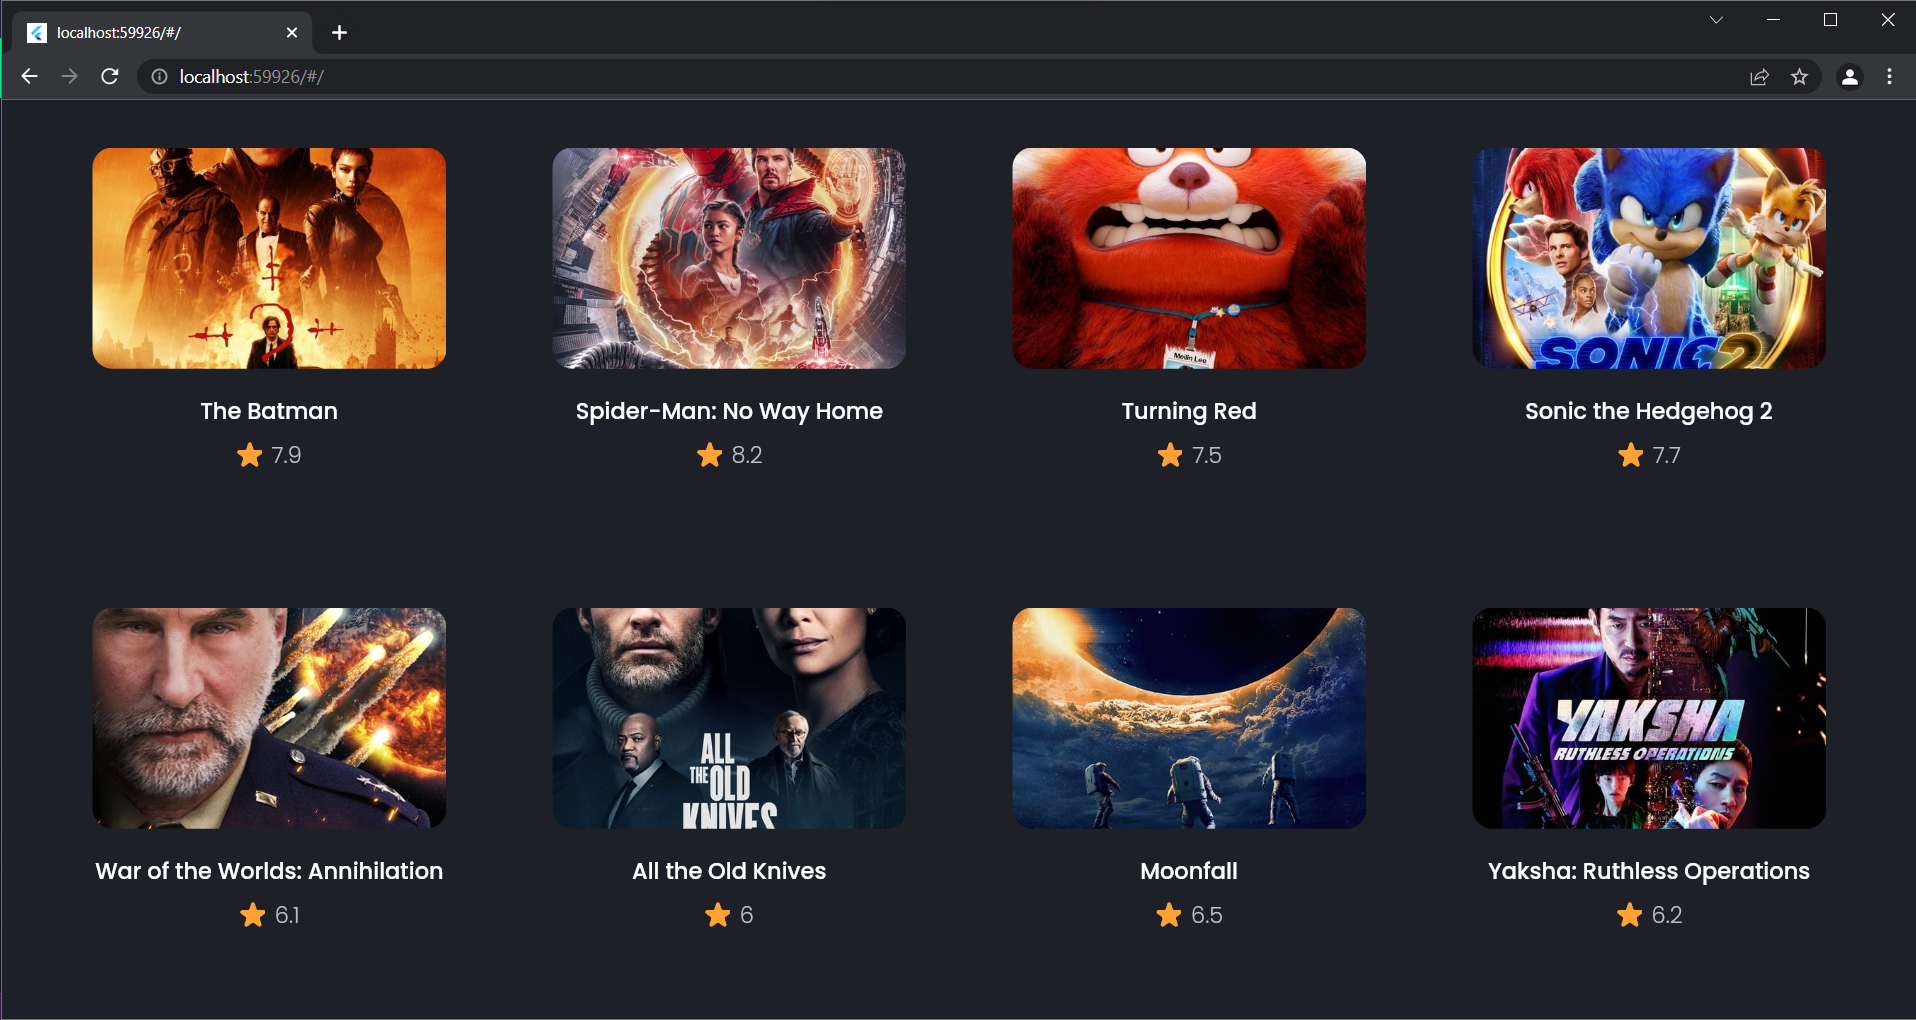 localhost:59926/#/
localhost:59926/#/
Meilin Lee
SONIC 2
The Batman
Spider-Man: No Way Home
Turning Red
Sonic the Hedgehog 2
7.9
8.2
7.5
7.7
ALL
THE OLD
KNIVES
YAKSHA
RUTHLESS OPERATIONS
War of the Worlds: Annihilation
All the Old Knives
Moonfall
Yaksha: Ruthless Operations
6.1
6
6.5
6.2